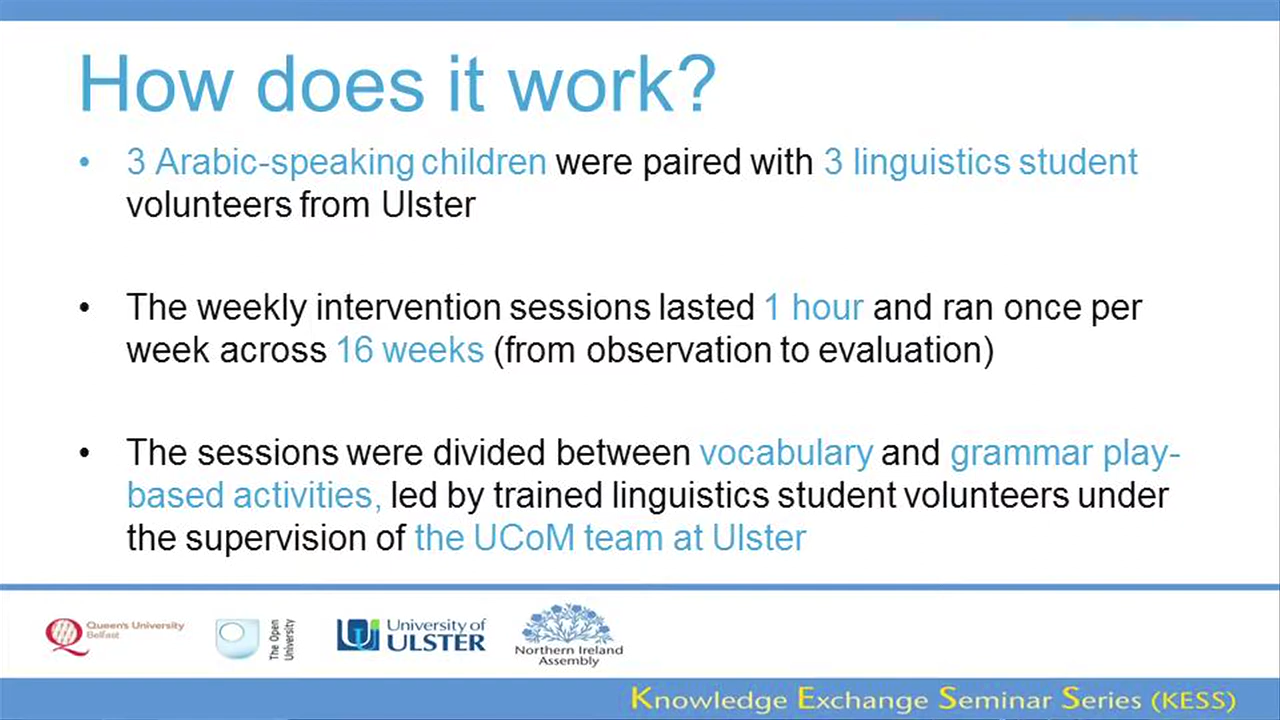 How does it work?
• 3 Arabic-speaking children were paired with 3 linguistics student
volunteers from Ulster
• The weekly intervention sessions lasted 1 hour and ran once per
week across 16 weeks (from observation to evaluation)
• The sessions were divided between vocabulary and grammar play-
based activities, led by trained linguistics student volunteers under
the supervision of the UCoM team at Ulster
Queen's University
Belfast
The Open
University
University of
ULSTER
Northern Ireland
Assembly
Knowledge Exchange Seminar Series (KESS)